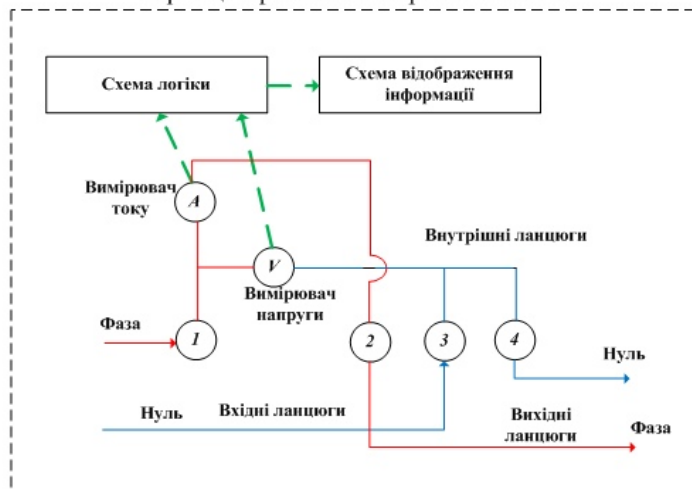 Схема логіки
Схема відображення
інформації
Вимірювач
току
A
Внутрішні ланцюги
V
Вимірювач
напруги
Фаза
1
2
3
4
Нуль
Нуль
Вхідні ланцюги
Вихідні
ланцюги
Фаза